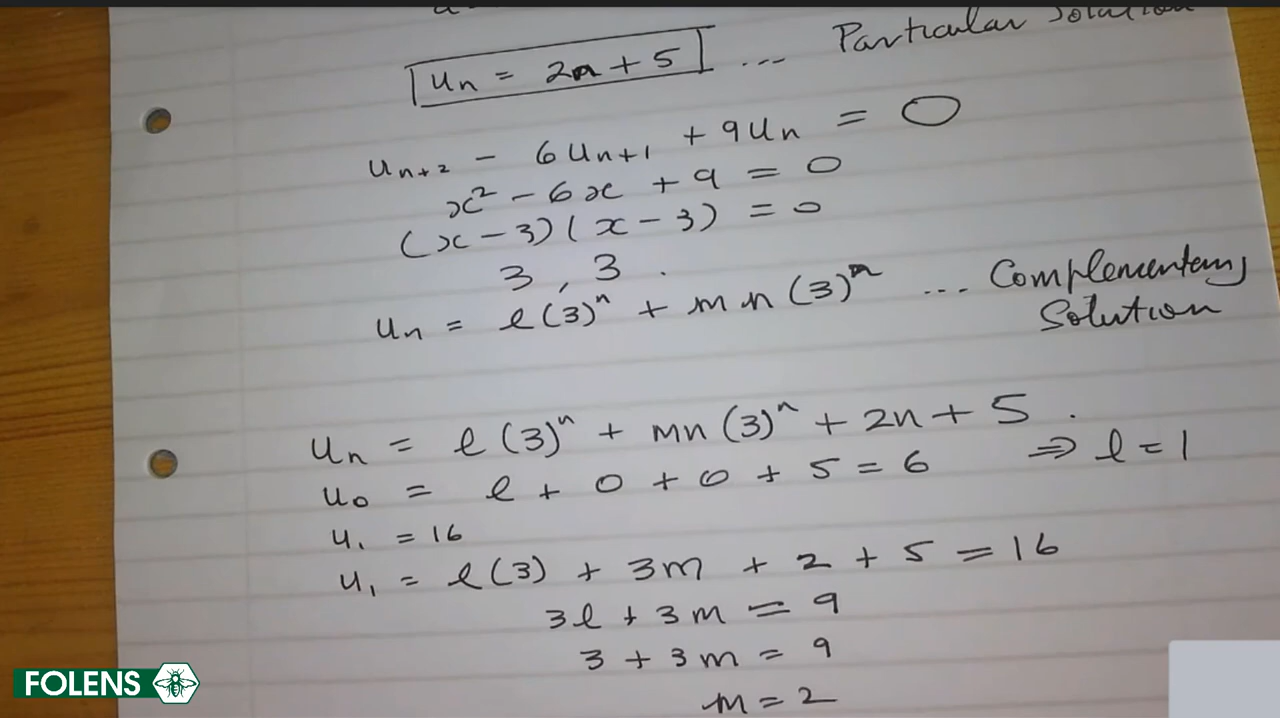 uₙ = 2n + 5 ... Particular Solution
uₙ₊₂ - 6uₙ₊₁ + 9uₙ = 0
x² - 6x + 9 = 0
(x - 3)(x - 3) = 0
3, 3.
uₙ = l(3)ⁿ + mn(3)ⁿ ... Complementary
Solution
uₙ = l(3)ⁿ + mn(3)ⁿ + 2n + 5.
u₀ = l + 0 + 0 + 5 = 6 ⇒ l = 1
u₁ = 16
u₁ = l(3) + 3m + 2 + 5 = 16
3l + 3m = 9
3 + 3m = 9
m = 2
FOLENS